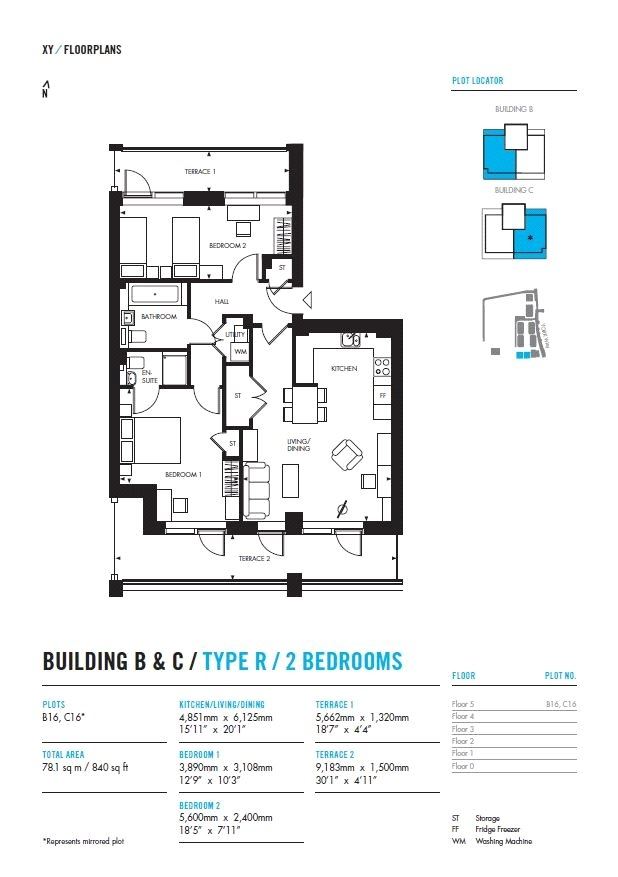 XY / FLOORPLANS
N
PLOT LOCATOR
BUILDING B
BUILDING C
*
TERRACE 1
BEDROOM 2
ST
HALL
BATHROOM
UTILITY
WM
KITCHEN
EN-
SUITE
FF
ST
LIVING/
DINING
ST
BEDROOM 1
TERRACE 2
BUILDING B & C / TYPE R / 2 BEDROOMS
PLOTS
B16, C16*
TOTAL AREA
78.1 sq m / 840 sq ft
*Represents mirrored plot
KITCHEN/LIVING/DINING
4,851mm x 6,125mm
15'11" x 20'1"
BEDROOM 1
3,890mm x 3,108mm
12'9" x 10'3"
BEDROOM 2
5,600mm x 2,400mm
18'5" x 7'11"
TERRACE 1
5,662mm x 1,320mm
18'7" x 4'4"
TERRACE 2
9,183mm x 1,500mm
30'1" x 4'11"
FLOOR PLOT NO.
Floor 5 B16, C16
Floor 4
Floor 3
Floor 2
Floor 1
Floor 0
ST Storage
FF Fridge Freezer
WM Washing Machine